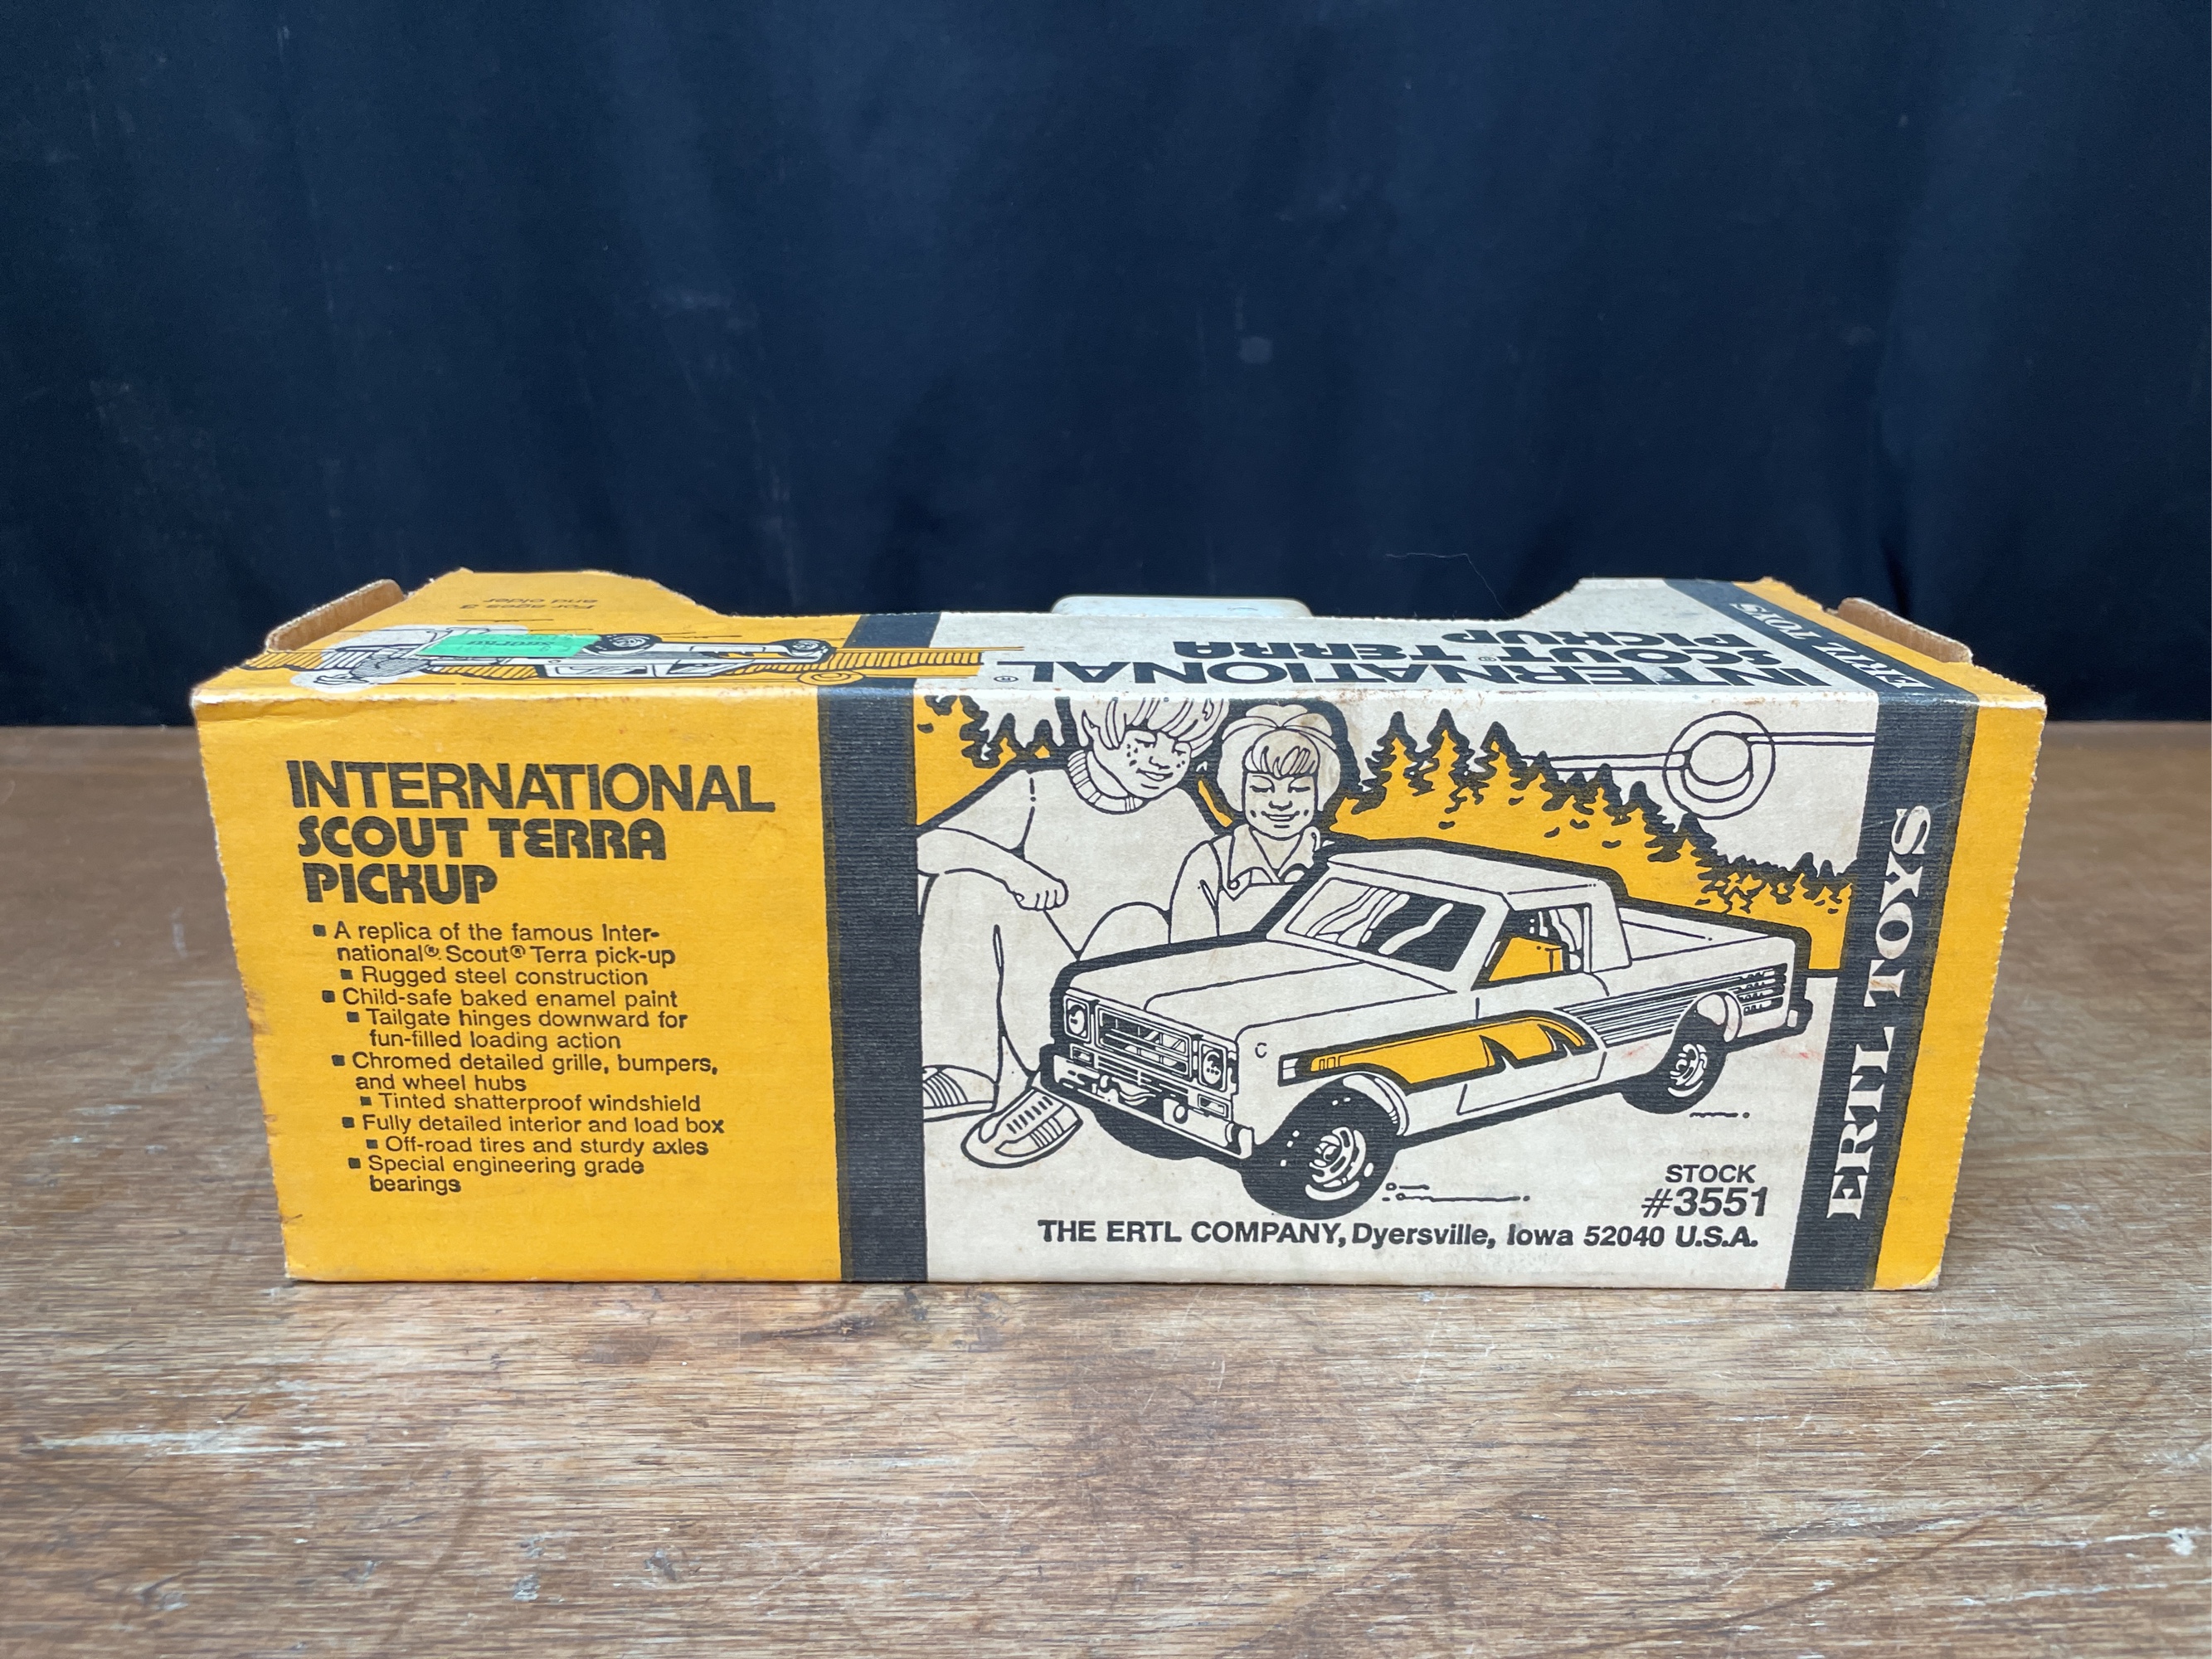 For ages 3
and older
INTERNATIONAL®
SCOUT® TERRA
PICKUP
ERTL TOYS
INTERNATIONAL
SCOUT TERRA
PICKUP
▪ A replica of the famous Inter-
national® Scout® Terra pick-up
▪ Rugged steel construction
▪ Child-safe baked enamel paint
▪ Tailgate hinges downward for
fun-filled loading action
▪ Chromed detailed grille, bumpers,
and wheel hubs
▪ Tinted shatterproof windshield
▪ Fully detailed interior and load box
▪ Off-road tires and sturdy axles
▪ Special engineering grade
bearings
STOCK
#3551
THE ERTL COMPANY, Dyersville, Iowa 52040 U.S.A.
ERTL TOYS